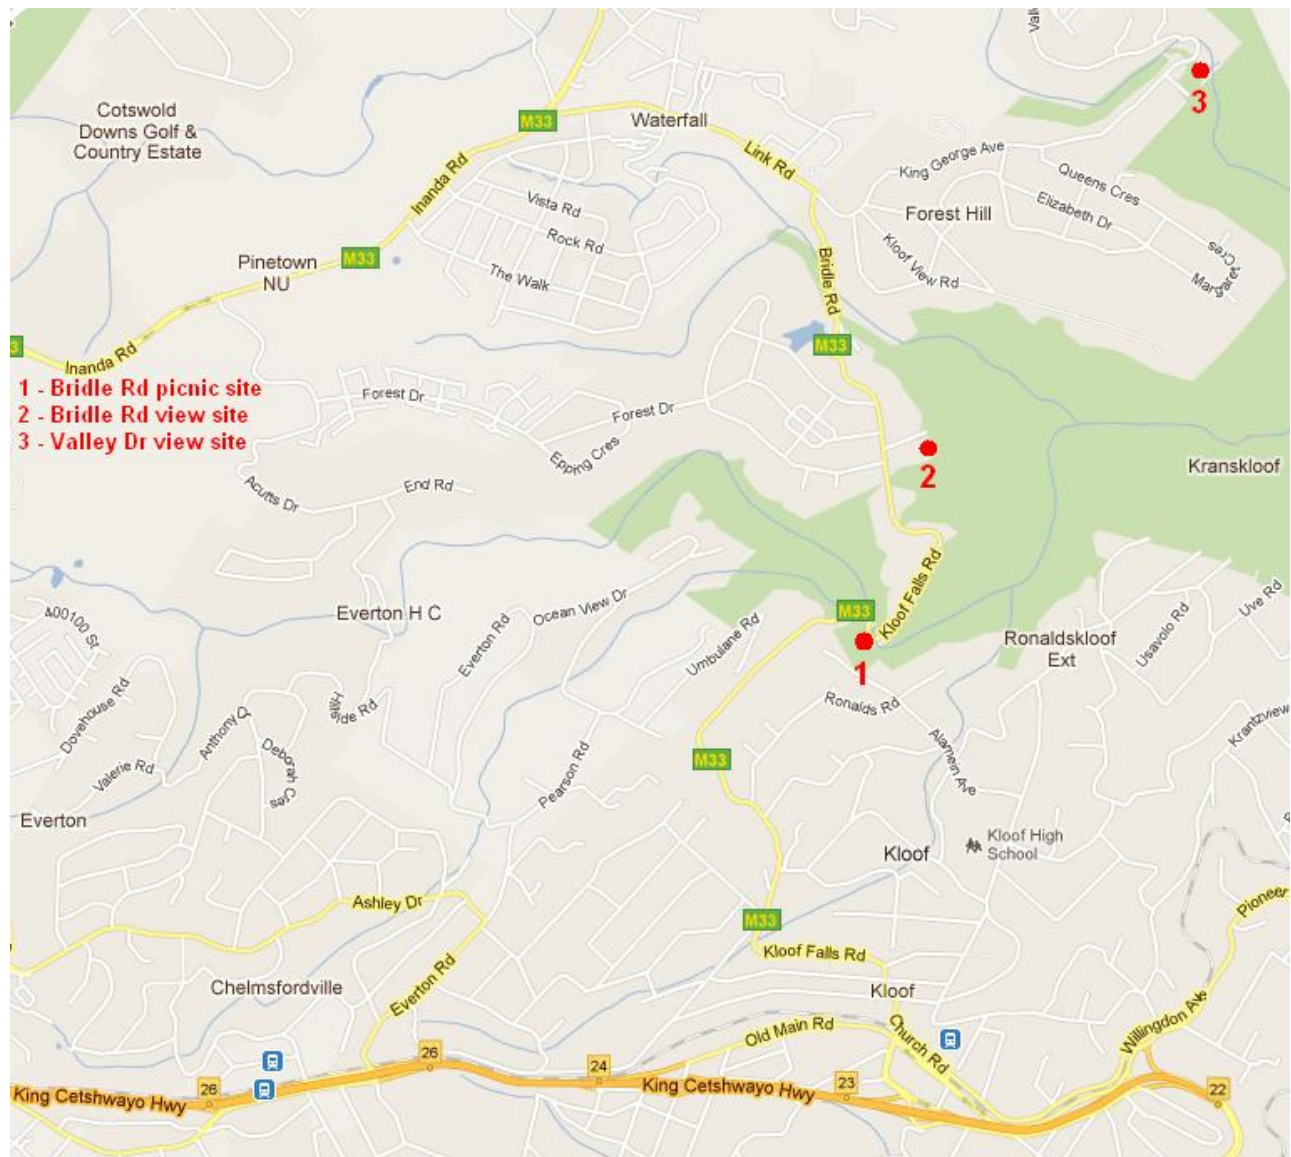 Cotswold
Downs Golf &
Country Estate
M33
Waterfall
Link Rd
King George Ave
Queens Cres
3
Inanda Rd
Vista Rd
Rock Rd
The Walk
Forest Hill
Elizabeth Dr
Kloof View Rd
Margaret
Cres
Pinetown
NU
M33
Bridle Rd
M33
3
Inanda Rd
1 - Bridle Rd picnic site
2 - Bridle Rd view site
3 - Valley Dr view site
Forest Dr
Forest Dr
Epping Cres
2
Kranskloof
Acutts Dr
End Rd
Kloof Falls Rd
A00100 St
Everton H C
Ocean View Dr
Everton Rd
Umbulane Rd
M33
1
Ronaldskloof
Ext
Usavolo Rd
Uve Rd
Dovehouse Rd
Ronalds Rd
Krantzview
Valerie Rd
Anthony
Deborah Cres
Pearson Rd
M33
Alamein Ave
Everton
Kloof
Kloof High
School
Ashley Dr
M33
Pioneer
Kloof Falls Rd
Chelmsfordville
Everton Rd
Kloof
Old Main Rd
Church Rd
Willingdon Ave
26
24
23
22
King Cetshwayo Hwy
26
King Cetshwayo Hwy